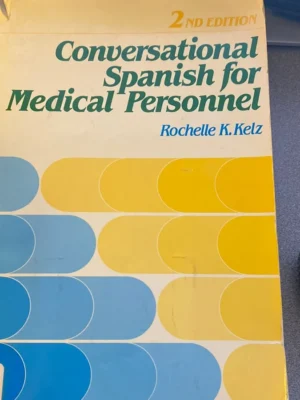 2ND EDITION
Conversational
Spanish for
Medical Personnel
Rochelle K. Kelz